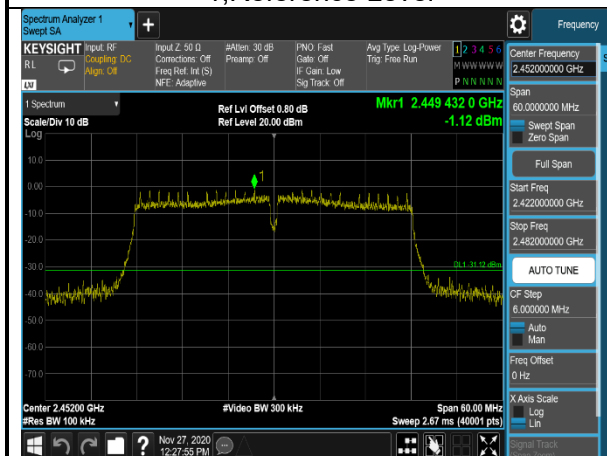 Spectrum Analyzer 1
Swept SA
+
Frequency
KEYSIGHT
RL
Input: RF
Coupling: DC
Align: Off
Input Z: 50 Ω
Corrections: Off
Freq Ref: Int (S)
NFE: Adaptive
#Atten: 30 dB
Preamp: Off
PNO: Fast
Gate: Off
IF Gain: Low
Sig Track: Off
Avg Type: Log-Power
Trig: Free Run
1 2 3 4 5 6
M W W W W W
P N N N N N
1 Spectrum
Scale/Div 10 dB
Log
Ref Lvl Offset 0.80 dB
Ref Level 20.00 dBm
Mkr1 2.449 432 0 GHz
-1.12 dBm
10.0
0.00
-10.0
-20.0
-30.0
-40.0
-50.0
-60.0
-70.0
1
DL1 -31.12 dBm
Center 2.45200 GHz
#Res BW 100 kHz
#Video BW 300 kHz
Span 60.00 MHz
Sweep 2.67 ms (40001 pts)
?
Nov 27, 2020
12:27:55 PM
Center Frequency
2.452000000 GHz
Span
60.0000000 MHz
Swept Span
Zero Span
Full Span
Start Freq
2.422000000 GHz
Stop Freq
2.482000000 GHz
AUTO TUNE
CF Step
6.000000 MHz
Auto
Man
Freq Offset
0 Hz
X Axis Scale
Log
Lin
Signal Track